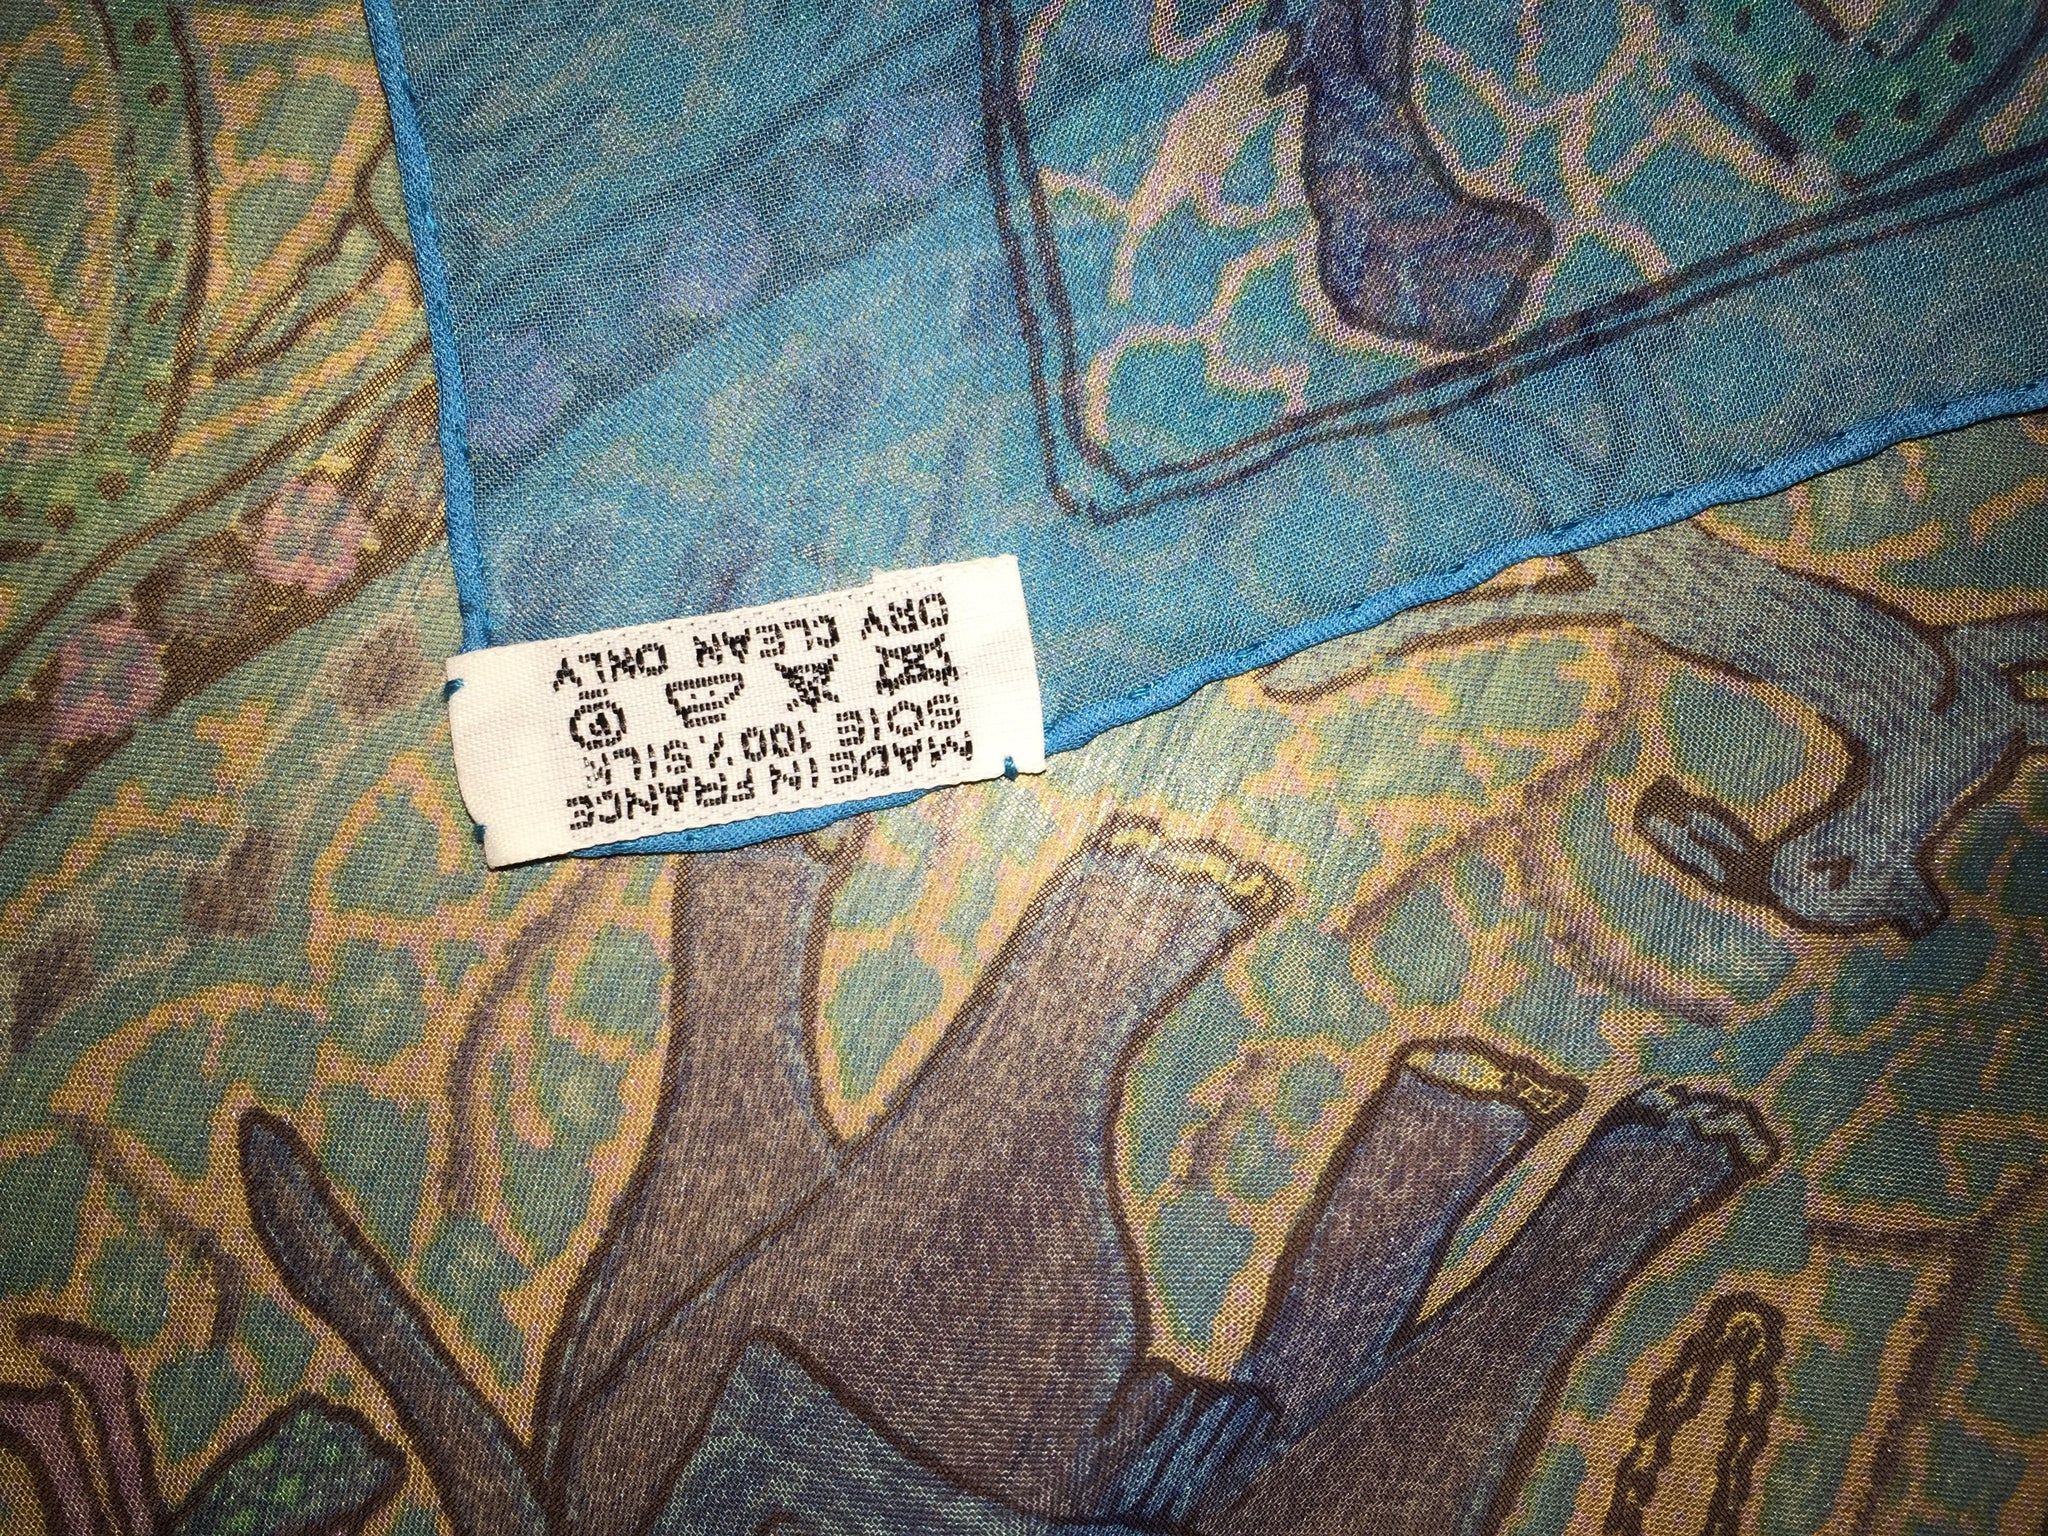 MADE IN FRANCE
SOIE 100% SILK
P
DRY CLEAN ONLY